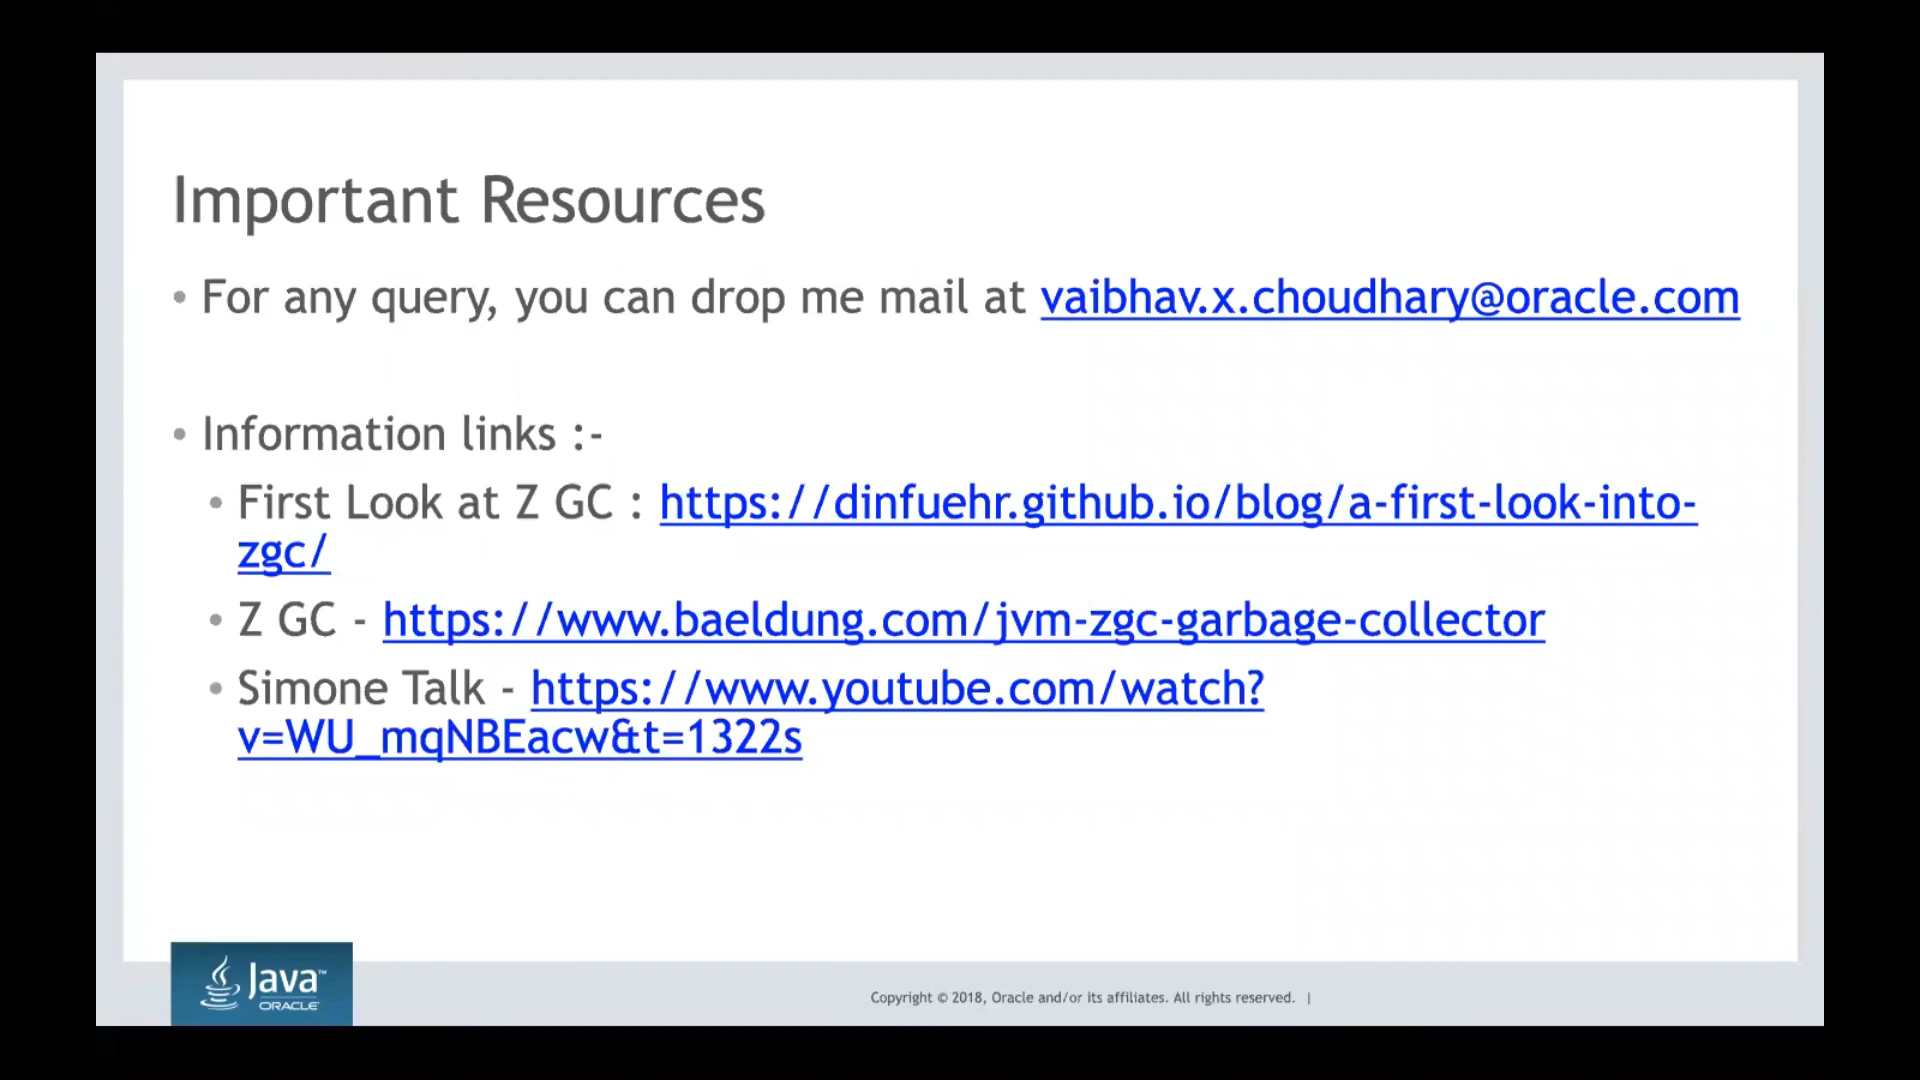 Important Resources
• For any query, you can drop me mail at vaibhav.x.choudhary@oracle.com
• Information links :-
• First Look at Z GC : https://dinfuehr.github.io/blog/a-first-look-into-
zgc/
• Z GC - https://www.baeldung.com/jvm-zgc-garbage-collector
• Simone Talk - https://www.youtube.com/watch?
v=WU_mqNBEacw&t=1322s
Java™
ORACLE
Copyright © 2018, Oracle and/or its affiliates. All rights reserved. |